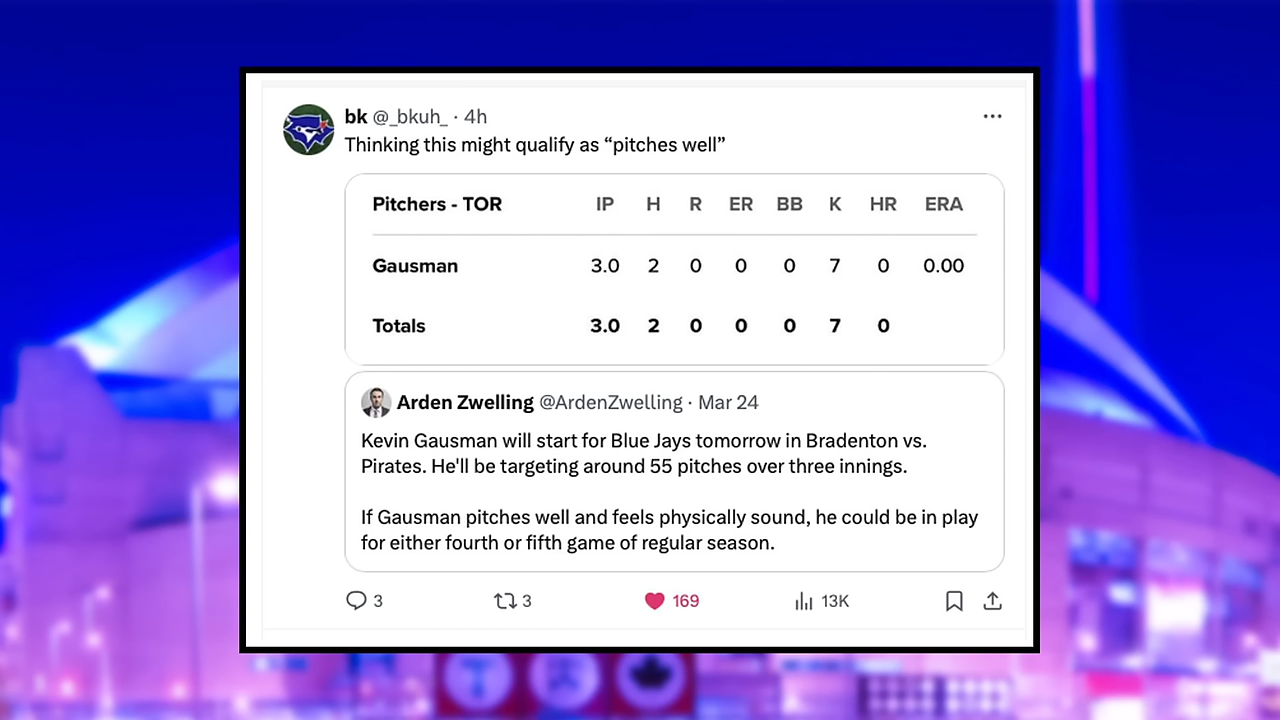 bk @_bkuh_ · 4h
Thinking this might qualify as “pitches well”
Pitchers - TOR IP H R ER BB K HR ERA
Gausman 3.0 2 0 0 0 7 0 0.00
Totals 3.0 2 0 0 0 7 0
Arden Zwelling @ArdenZwelling · Mar 24
Kevin Gausman will start for Blue Jays tomorrow in Bradenton vs.
Pirates. He'll be targeting around 55 pitches over three innings.
If Gausman pitches well and feels physically sound, he could be in play
for either fourth or fifth game of regular season.
3 3 169 13K